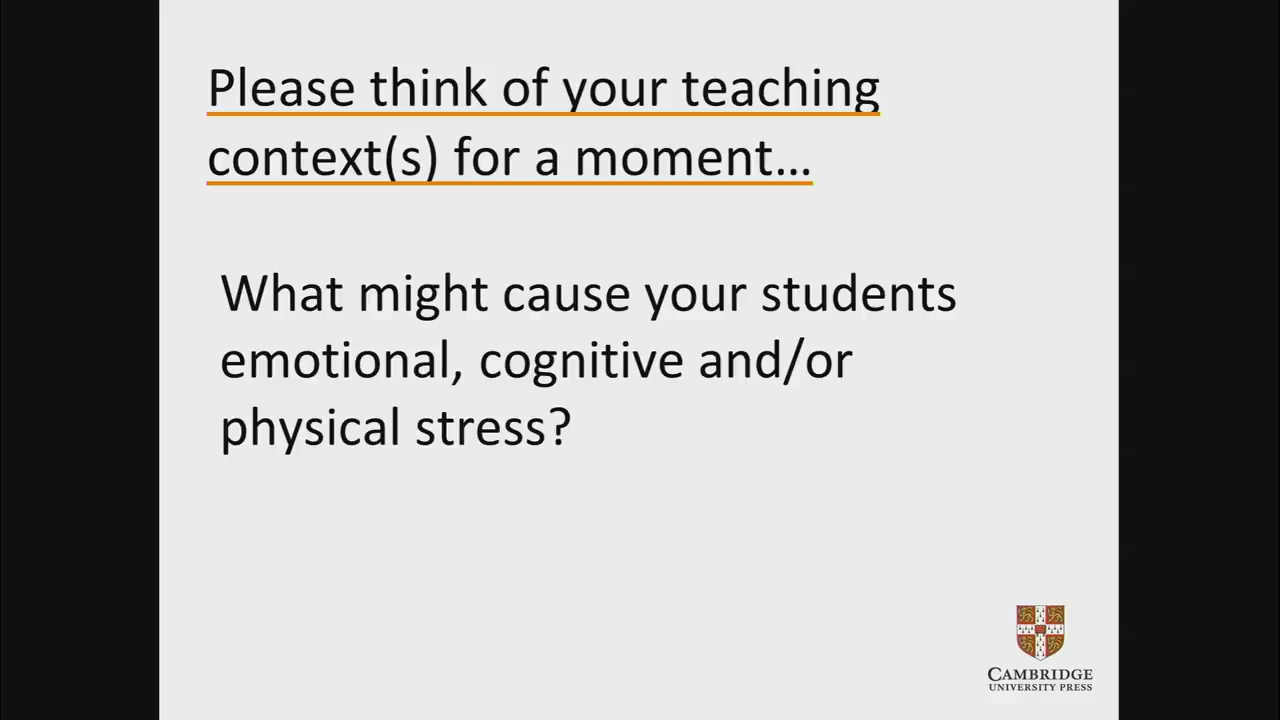 Please think of your teaching
context(s) for a moment...
What might cause your students
emotional, cognitive and/or
physical stress?
CAMBRIDGE
UNIVERSITY PRESS